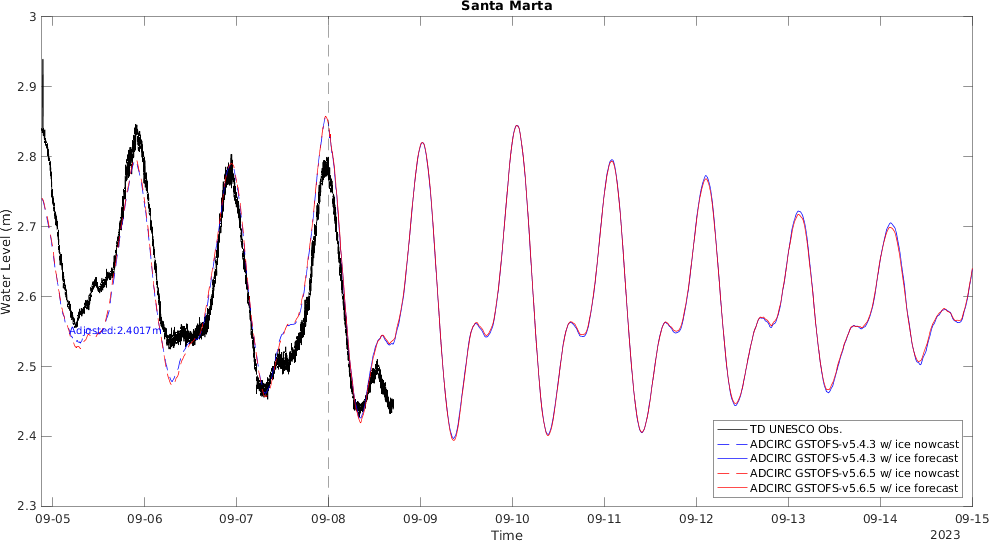 Santa Marta
Water Level (m)
3
2.9
2.8
2.7
2.6
2.5
2.4
2.3
Adjusted:2.4017m
TD UNESCO Obs.
ADCIRC GSTOFS-v5.4.3 w/ ice nowcast
ADCIRC GSTOFS-v5.4.3 w/ ice forecast
ADCIRC GSTOFS-v5.6.5 w/ ice nowcast
ADCIRC GSTOFS-v5.6.5 w/ ice forecast
09-05 09-06 09-07 09-08 09-09 09-10 09-11 09-12 09-13 09-14 09-15
Time
2023